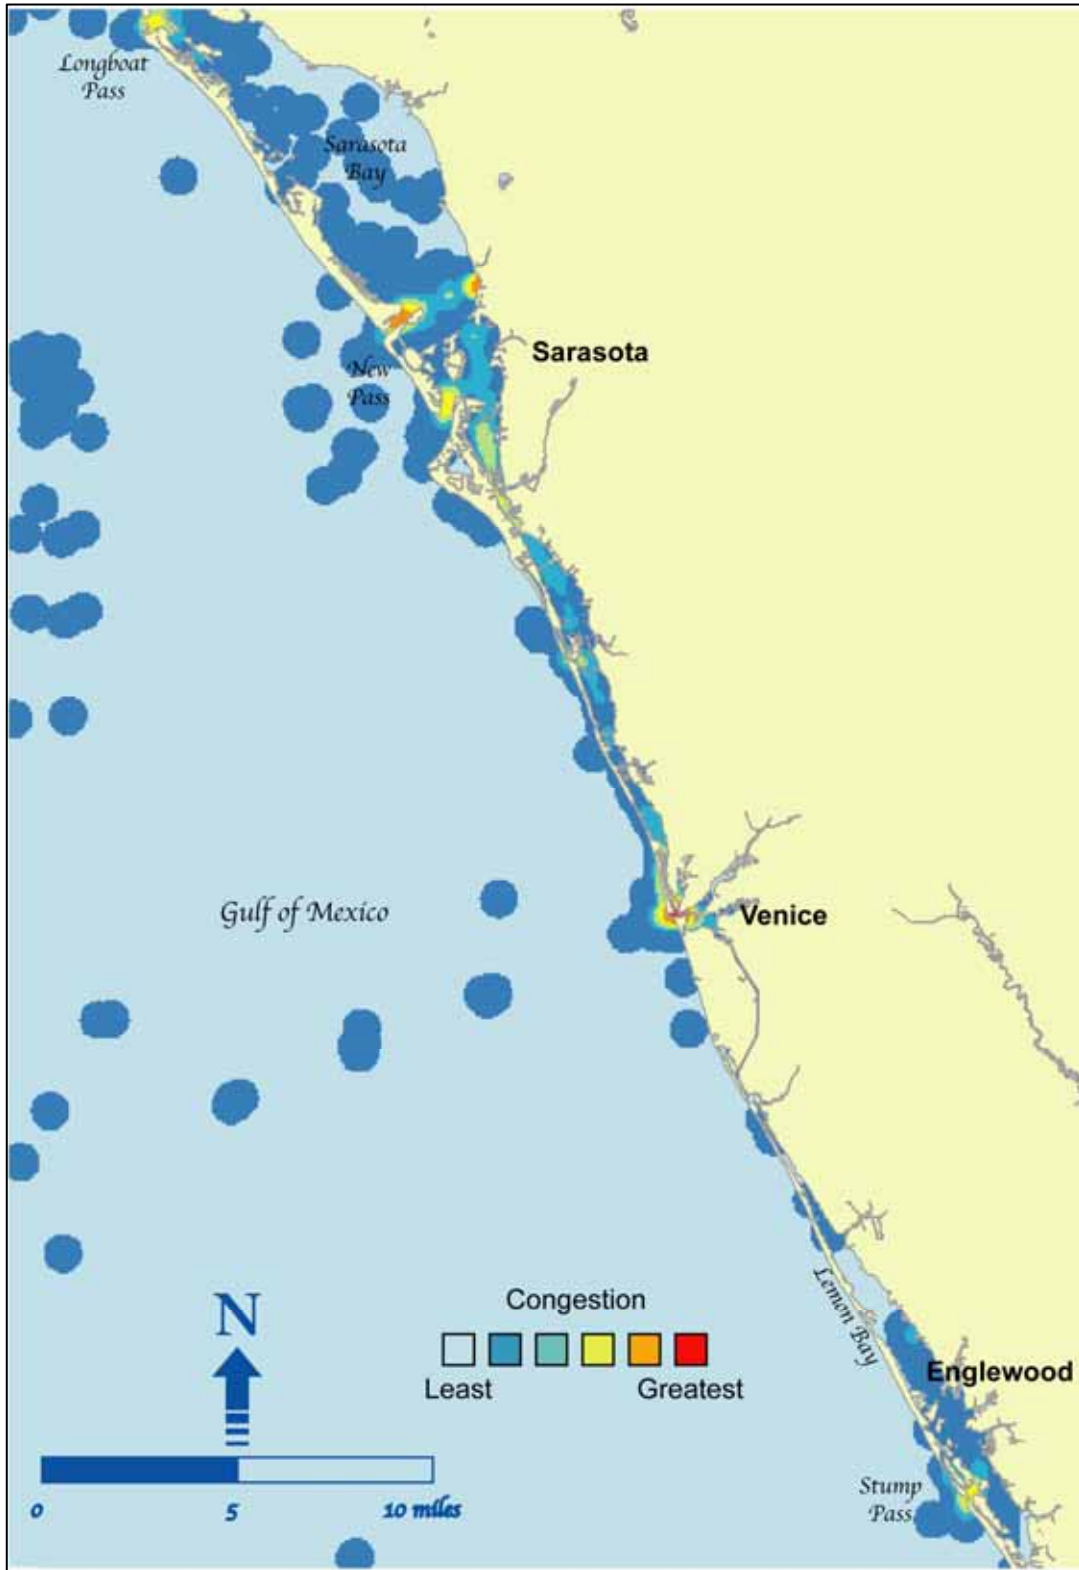 Longboat
Pass
Sarasota
Bay
Sarasota
New
Pass
Gulf of Mexico
Venice
N
Congestion
Least
Greatest
Lemon Bay
Englewood
Stump
Pass
0
5
10 miles